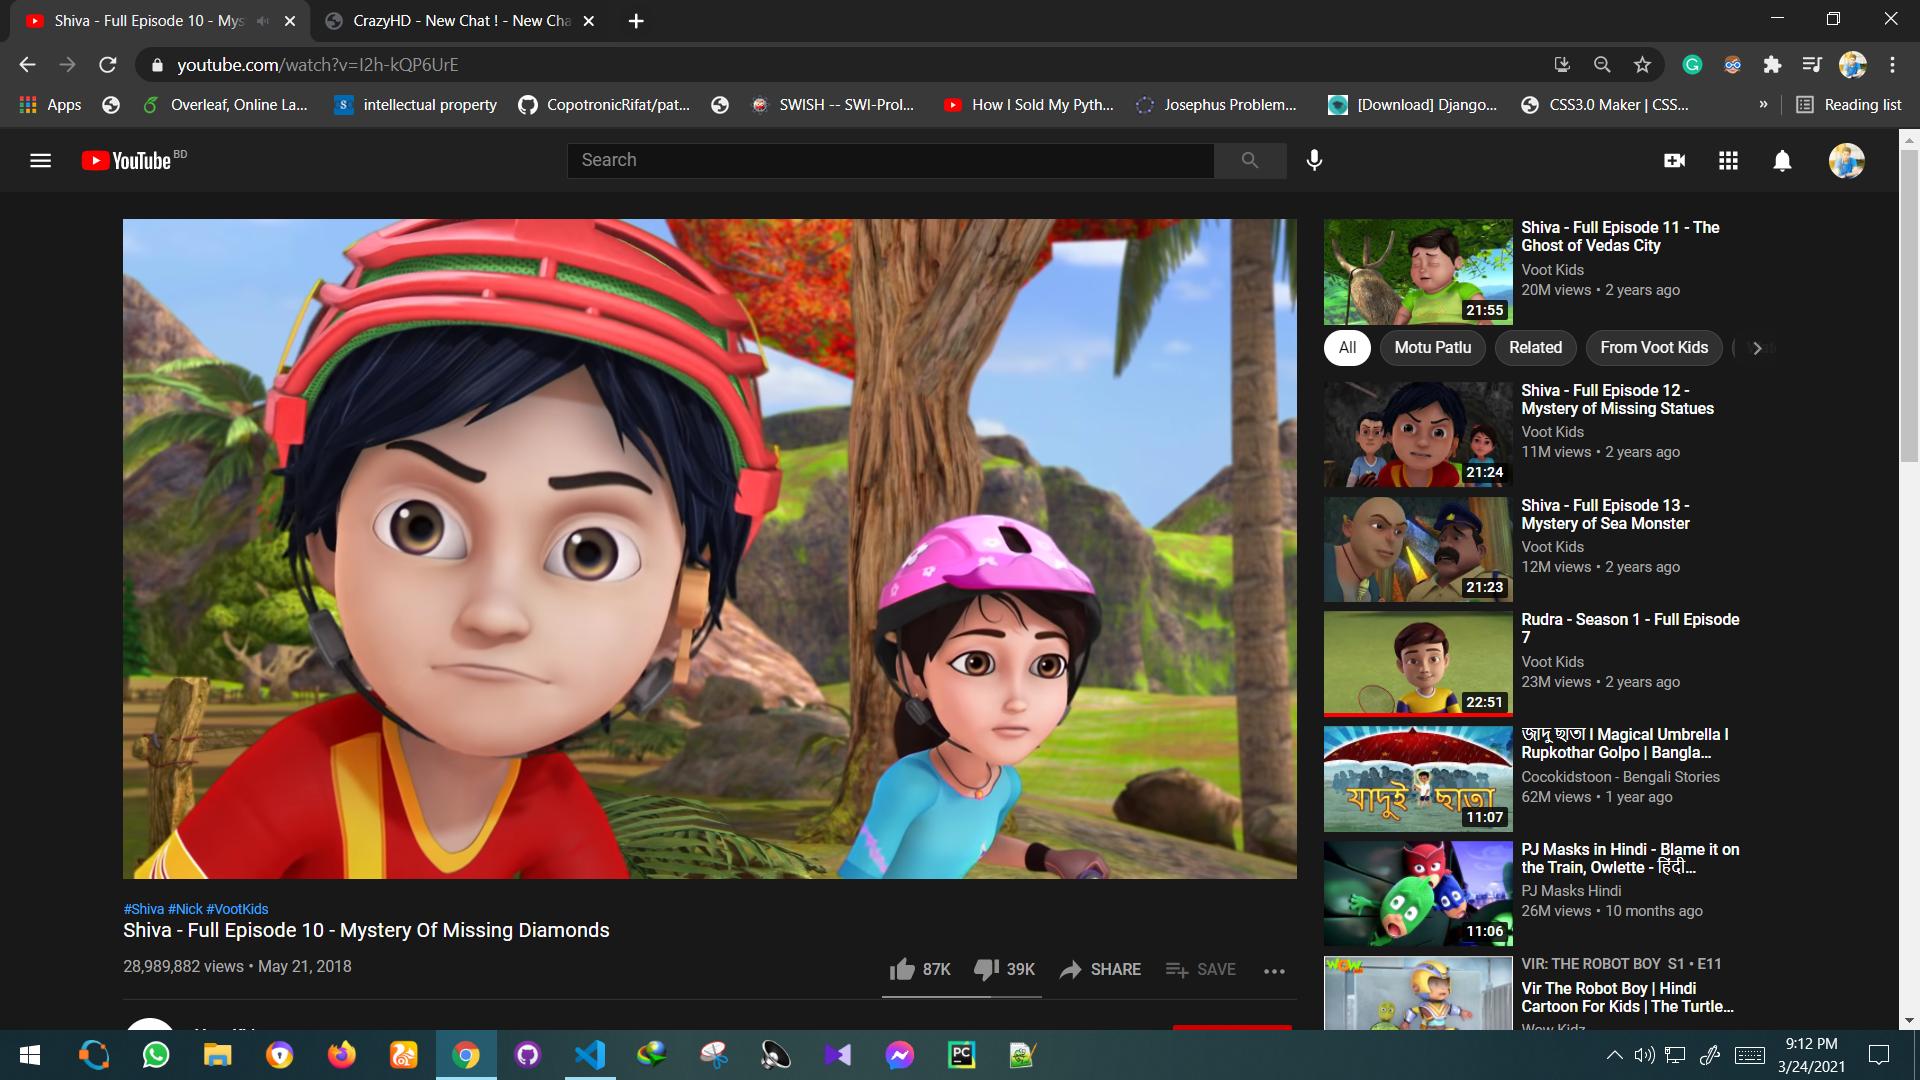 Shiva - Full Episode 10 - Mys
CrazyHD - New Chat ! - New Cha
youtube.com/watch?v=I2h-kQP6UrE
Apps
Overleaf, Online La...
intellectual property
CopotronicRifat/pat...
SWISH -- SWI-Prol...
How I Sold My Pyth...
Josephus Problem...
[Download] Django...
CSS3.0 Maker | CSS...
»
Reading list
YouTube BD
Search
Shiva - Full Episode 11 - The
Ghost of Vedas City
Voot Kids
20M views • 2 years ago
21:55
All
Motu Patlu
Related
From Voot Kids
Shiva - Full Episode 12 -
Mystery of Missing Statues
Voot Kids
11M views • 2 years ago
21:24
Shiva - Full Episode 13 -
Mystery of Sea Monster
Voot Kids
12M views • 2 years ago
21:23
Rudra - Season 1 - Full Episode
7
Voot Kids
23M views • 2 years ago
22:51
জাদু ছাতা l Magical Umbrella l
Rupkothar Golpo | Bangla...
Cocokidstoon - Bengali Stories
62M views • 1 year ago
যাদুই ছাতা
11:07
PJ Masks in Hindi - Blame it on
the Train, Owlette - हिंदी...
PJ Masks Hindi
26M views • 10 months ago
11:06
WOW
VIR: THE ROBOT BOY S1 • E11
Vir The Robot Boy | Hindi
Cartoon For Kids | The Turtle...
Wow Kidz
#Shiva #Nick #VootKids
Shiva - Full Episode 10 - Mystery Of Missing Diamonds
28,989,882 views • May 21, 2018
87K
39K
SHARE
SAVE
PC
9:12 PM
3/24/2021